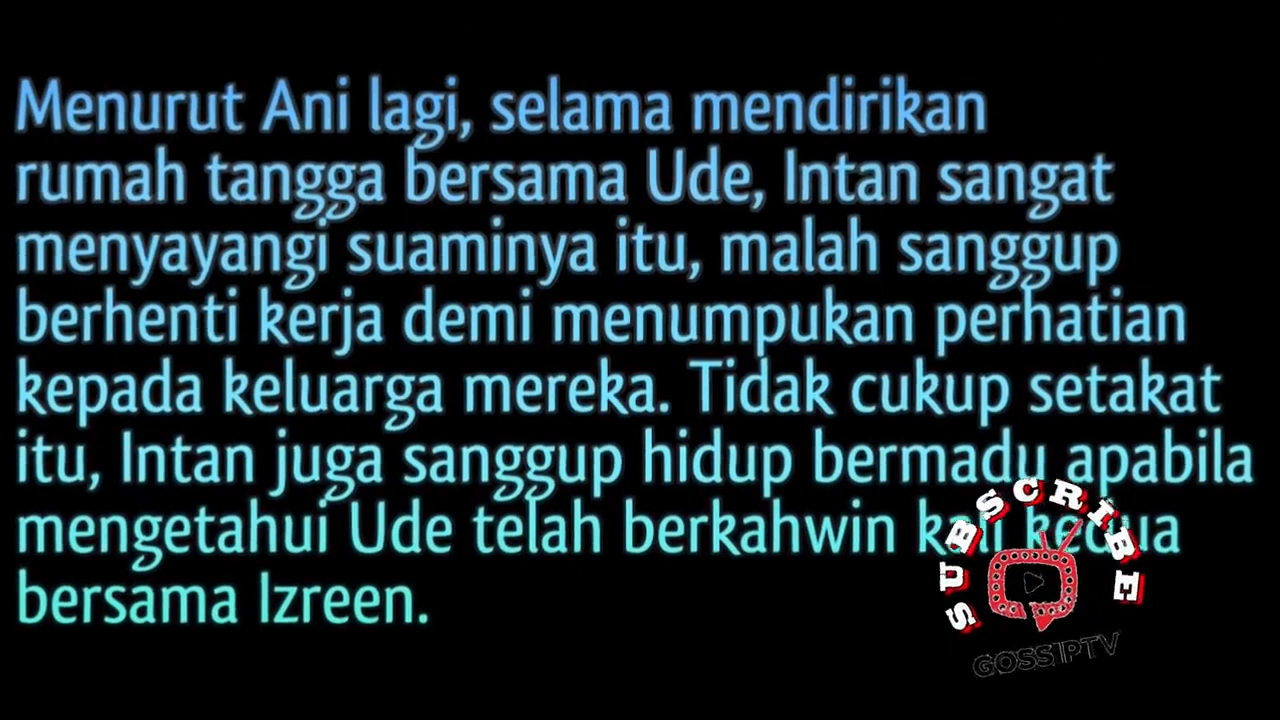 Menurut Ani lagi, selama mendirikan
rumah tangga bersama Ude, Intan sangat
menyayangi suaminya itu, malah sanggup
berhenti kerja demi menumpukan perhatian
kepada keluarga mereka. Tidak cukup setakat
itu, Intan juga sanggup hidup bermadu apabila
mengetahui Ude telah berkahwin kali kedua
bersama Izreen.
SUBSCRIBE
GOSSIPTV